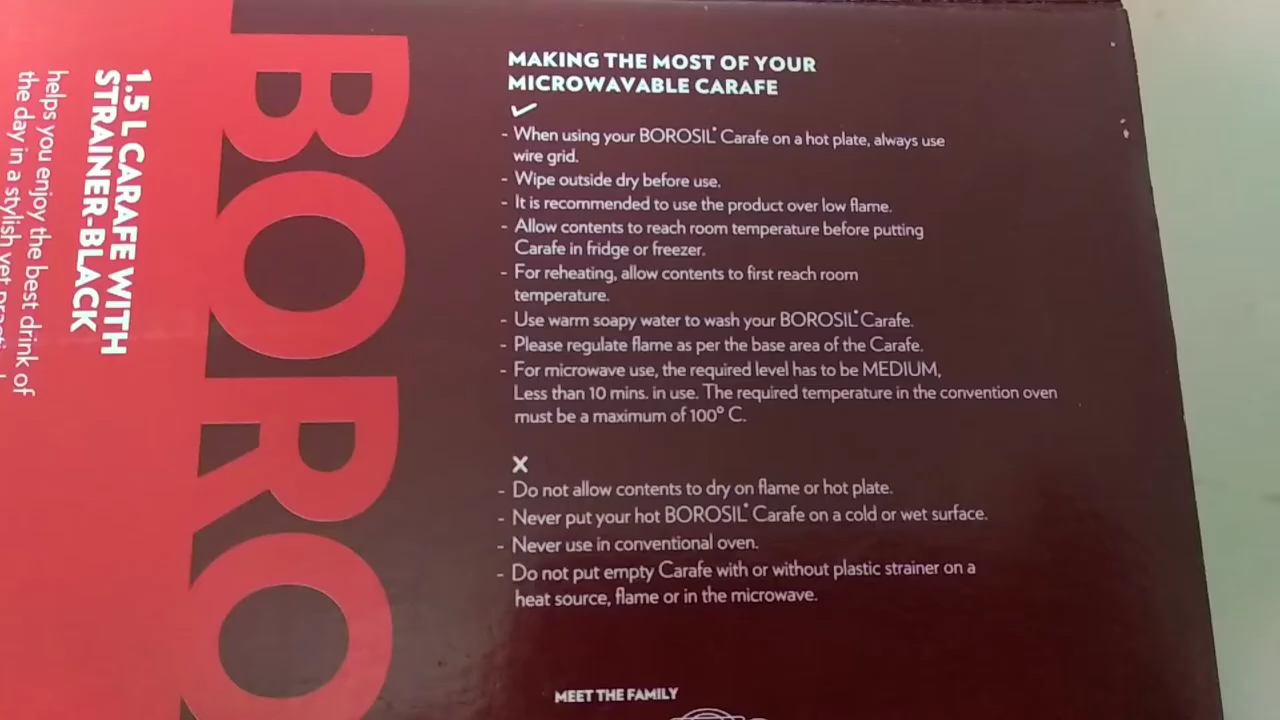 1.5 L CARAFE WITH
STRAINER-BLACK
helps you enjoy the best drink of
the day in a stylish yet
BORO
MAKING THE MOST OF YOUR
MICROWAVABLE CARAFE
✓
- When using your BOROSIL® Carafe on a hot plate, always use
wire grid.
- Wipe outside dry before use.
- It is recommended to use the product over low flame.
- Allow contents to reach room temperature before putting
Carafe in fridge or freezer.
- For reheating, allow contents to first reach room
temperature.
- Use warm soapy water to wash your BOROSIL® Carafe.
- Please regulate flame as per the base area of the Carafe.
- For microwave use, the required level has to be MEDIUM,
Less than 10 mins. in use. The required temperature in the convention oven
must be a maximum of 100° C.
X
- Do not allow contents to dry on flame or hot plate.
- Never put your hot BOROSIL® Carafe on a cold or wet surface.
- Never use in conventional oven.
- Do not put empty Carafe with or without plastic strainer on a
heat source, flame or in the microwave.
MEET THE FAMILY